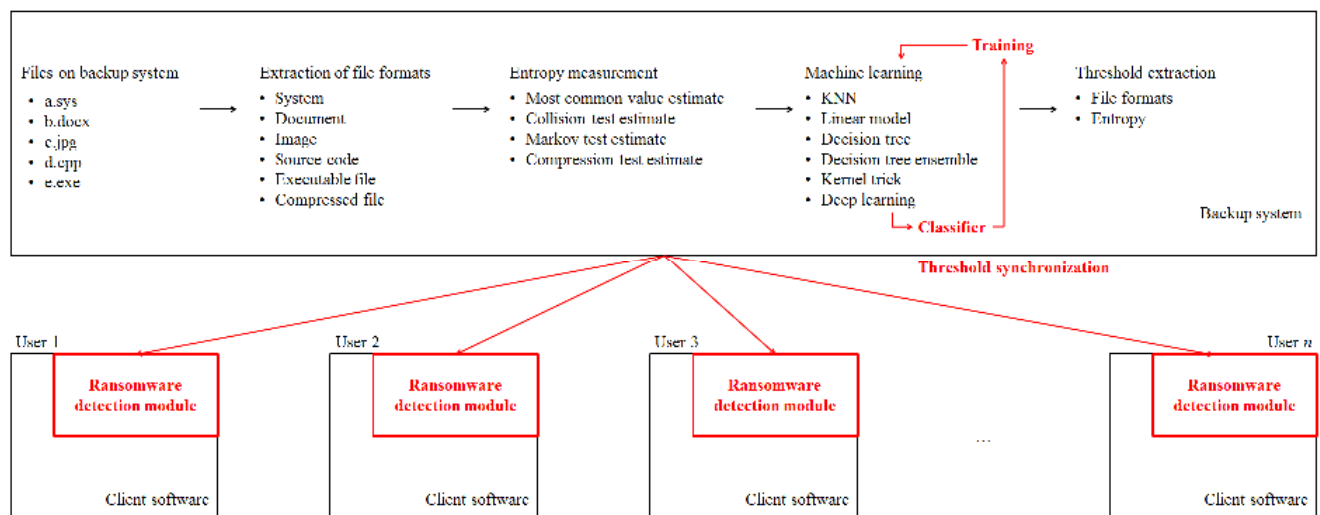 Training
Files on backup system
• a.sys
• b.docx
• c.jpg
• d.cpp
• e.exe
Extraction of file formats
• System
• Document
• Image
• Source code
• Executable file
• Compressed file
Entropy measurement
• Most common value estimate
• Collision test estimate
• Markov test estimate
• Compression test estimate
Machine learning
• KNN
• Linear model
• Decision tree
• Decision tree ensemble
• Kernel trick
• Deep learning
Classifier
Threshold extraction
• File formats
• Entropy
Backup system
Threshold synchronization
User 1
Ransomware
detection module
Client software
User 2
Ransomware
detection module
Client software
User 3
Ransomware
detection module
Client software
...
User n
Ransomware
detection module
Client software